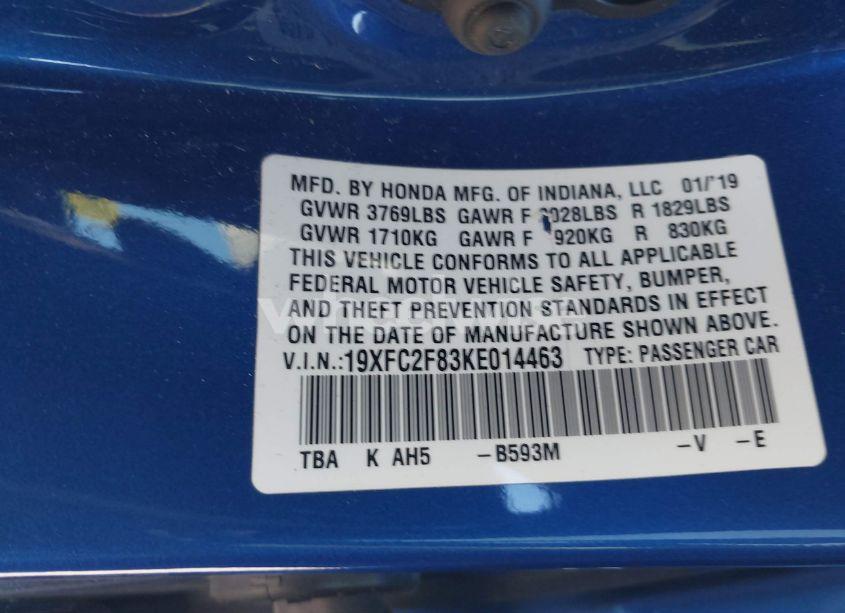 MFD. BY HONDA MFG. OF INDIANA, LLC 01/19
GVWR 3769LBS GAWR F 2028LBS R 1829LBS
GVWR 1710KG GAWR F 920KG R 830KG
THIS VEHICLE CONFORMS TO ALL APPLICABLE
FEDERAL MOTOR VEHICLE SAFETY, BUMPER,
AND THEFT PREVENTION STANDARDS IN EFFECT
ON THE DATE OF MANUFACTURE SHOWN ABOVE.
V.I.N.:19XFC2F83KE014463 TYPE: PASSENGER CAR
TBA K AH5 -B593M -V -E